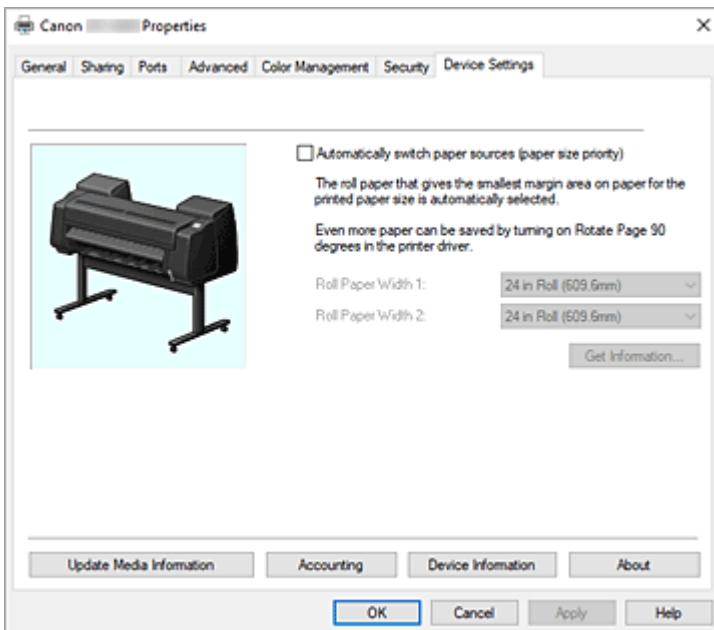 Canon Properties
General Sharing Ports Advanced Color Management Security Device Settings
Automatically switch paper sources (paper size priority)
The roll paper that gives the smallest margin area on paper for the
printed paper size is automatically selected.
Even more paper can be saved by turning on Rotate Page 90
degrees in the printer driver.
Roll Paper Width 1: 24 in Roll (609.6mm)
Roll Paper Width 2: 24 in Roll (609.6mm)
Get Information...
Update Media Information Accounting Device Information About
OK Cancel Apply Help